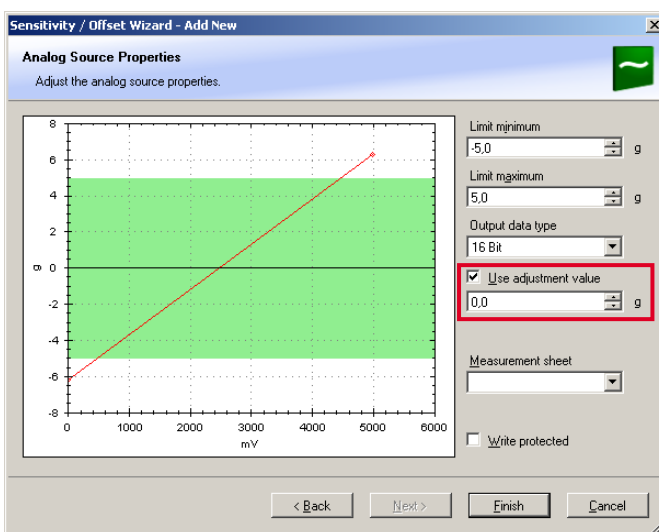 Sensitivity / Offset Wizard - Add New
Analog Source Properties
Adjust the analog source properties.
8
6
4
2
0
-2
-4
-6
-8
g
0 1000 2000 3000 4000 5000 6000
mV
Limit minimum
-5,0 g
Limit maximum
5,0 g
Output data type
16 Bit
Use adjustment value
0,0 g
Measurement sheet
Write protected
< Back Next > Finish Cancel